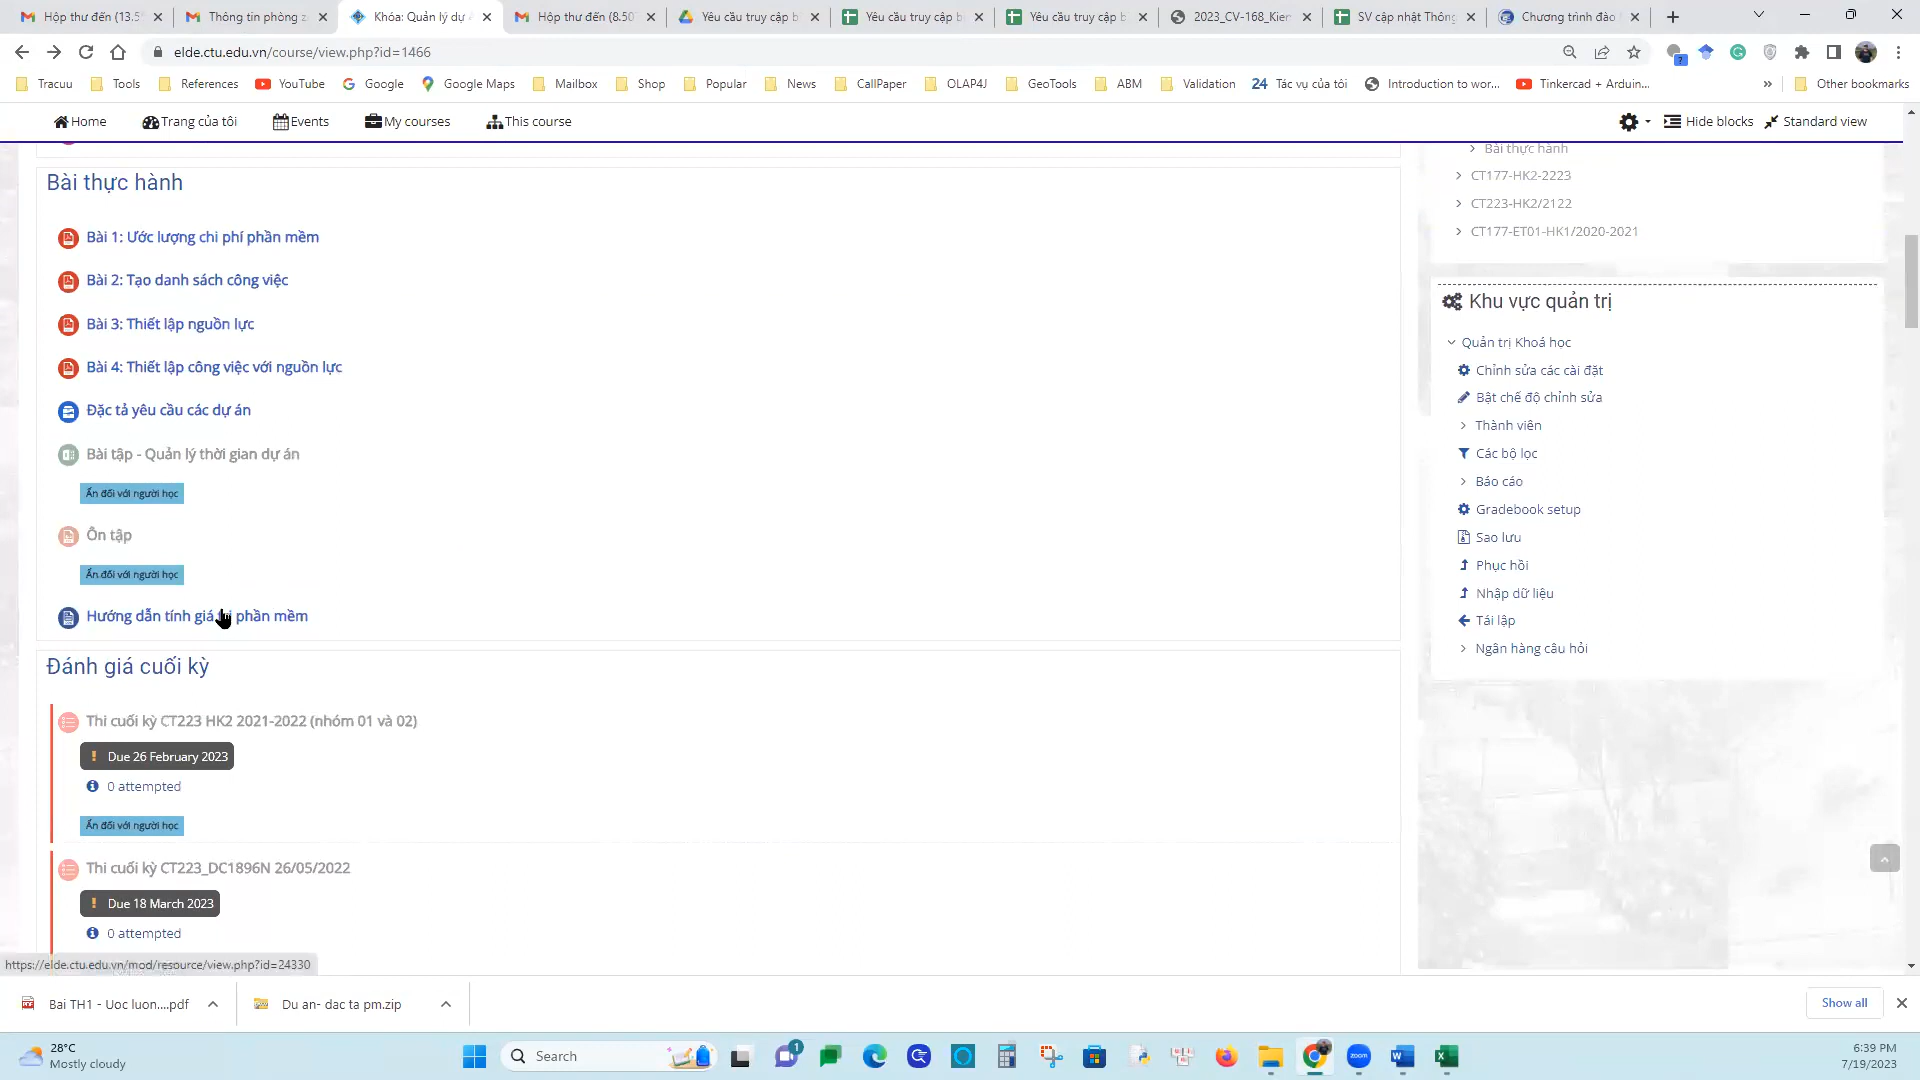 Hộp thư đến (13.5
Thông tin phòng z
Khóa: Quản lý dự
Hộp thư đến (8.50
Yêu cầu truy cập b
Yêu cầu truy cập b
Yêu cầu truy cập b
2023_CV-168_Kien
SV cập nhật Thông
Chương trình đào
elde.ctu.edu.vn/course/view.php?id=1466
Tracuu
Tools
References
YouTube
Google
Google Maps
Mailbox
Shop
Popular
News
CallPaper
OLAP4J
GeoTools
ABM
Validation
24 Tác vụ của tôi
Introduction to wor...
Tinkercad + Arduin...
»
Other bookmarks
Home
Trang của tôi
Events
My courses
This course
Hide blocks
Standard view
Bài thực hành
Bài 1: Ước lượng chi phí phần mềm
Bài 2: Tạo danh sách công việc
Bài 3: Thiết lập nguồn lực
Bài 4: Thiết lập công việc với nguồn lực
Đặc tả yêu cầu các dự án
Bài tập - Quản lý thời gian dự án
Ẩn đối với người học
Ôn tập
Ẩn đối với người học
Hướng dẫn tính giá phần mềm
Đánh giá cuối kỳ
Thi cuối kỳ CT223 HK2 2021-2022 (nhóm 01 và 02)
! Due 26 February 2023
0 attempted
Ẩn đối với người học
Thi cuối kỳ CT223_DC1896N 26/05/2022
! Due 18 March 2023
0 attempted
Bài thực hành
CT177-HK2-2223
CT223-HK2/2122
CT177-ET01-HK1/2020-2021
Khu vực quản trị
Quản trị Khoá học
Chỉnh sửa các cài đặt
Bật chế độ chỉnh sửa
Thành viên
Các bộ lọc
Báo cáo
Gradebook setup
Sao lưu
Phục hồi
Nhập dữ liệu
Tái lập
Ngân hàng câu hỏi
https://elde.ctu.edu.vn/mod/resource/view.php?id=24330
Bai TH1 - Uoc luon....pdf
Du an- dac ta pm.zip
Show all
28°C
Mostly cloudy
Search
1
zoom
6:39 PM
7/19/2023